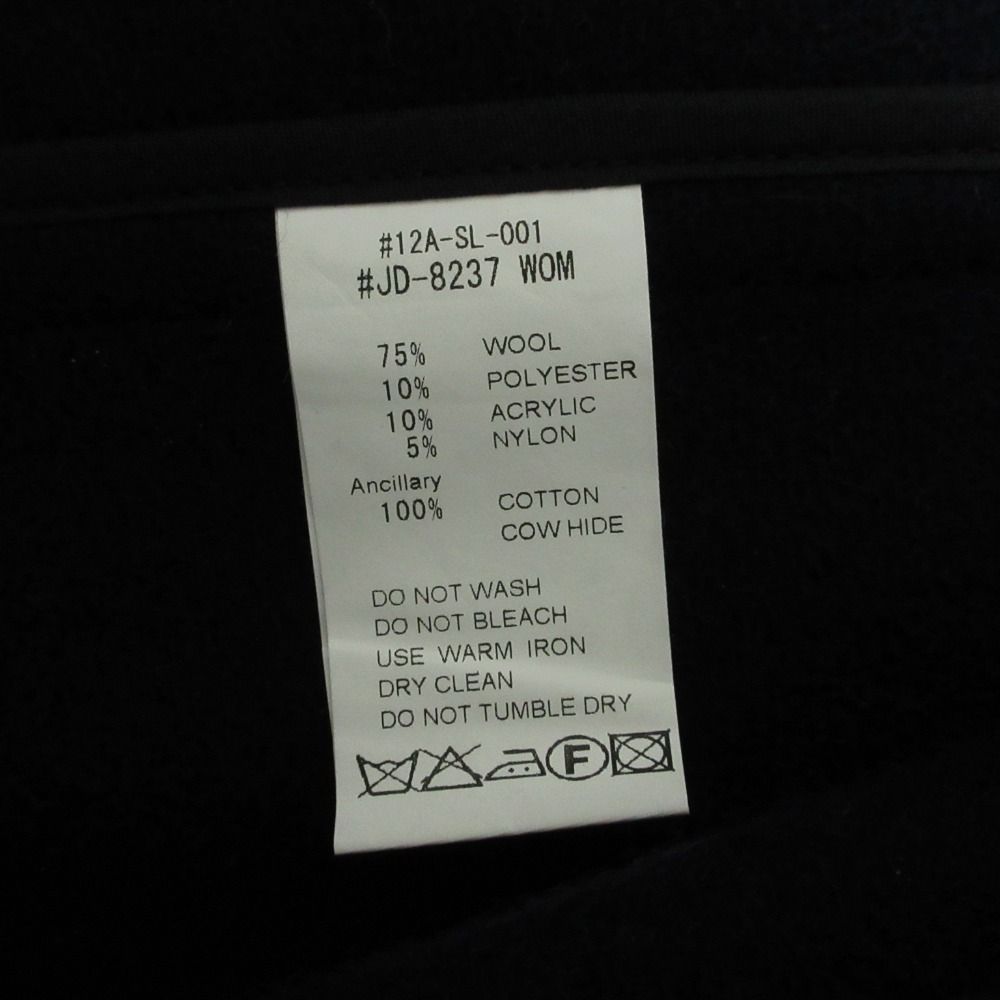 #12A-SL-001
#JD-8237 WOM
75% WOOL
10% POLYESTER
10% ACRYLIC
5% NYLON
Ancillary
100% COTTON
COW HIDE
DO NOT WASH
DO NOT BLEACH
USE WARM IRON
DRY CLEAN
DO NOT TUMBLE DRY
F